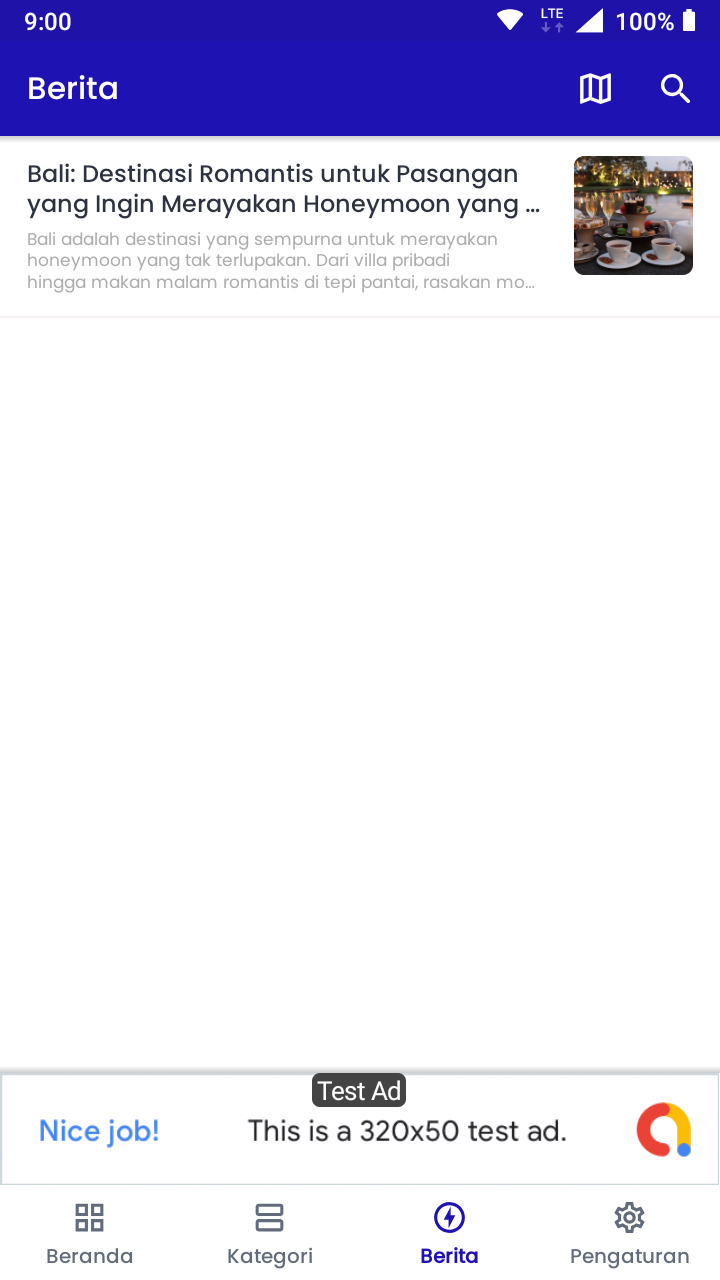 9:00
LTE
100%
Berita
Bali: Destinasi Romantis untuk Pasangan
yang Ingin Merayakan Honeymoon yang ...
Bali adalah destinasi yang sempurna untuk merayakan
honeymoon yang tak terlupakan. Dari villa pribadi
hingga makan malam romantis di tepi pantai, rasakan mo...
Test Ad
Nice job!
This is a 320x50 test ad.
Beranda
Kategori
Berita
Pengaturan